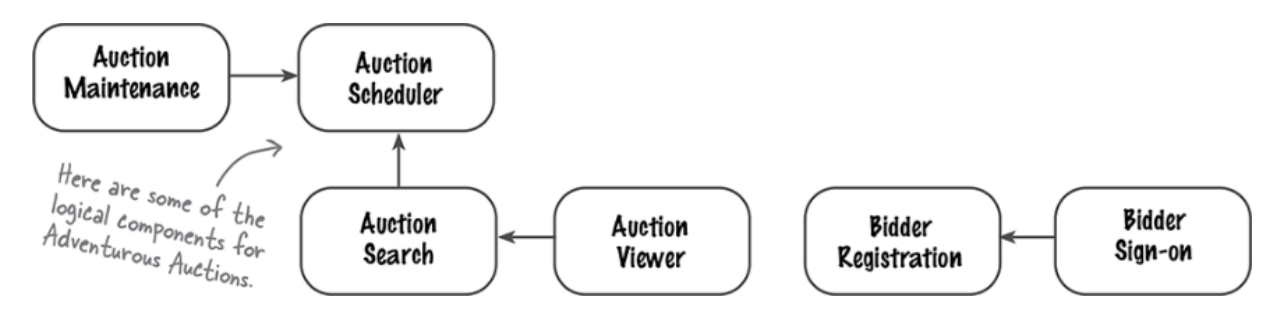 Auction
Maintenance
Auction
Scheduler
Here are some of the
logical components for
Adventurous Auctions.
Auction
Search
Auction
Viewer
Bidder
Registration
Bidder
Sign-on